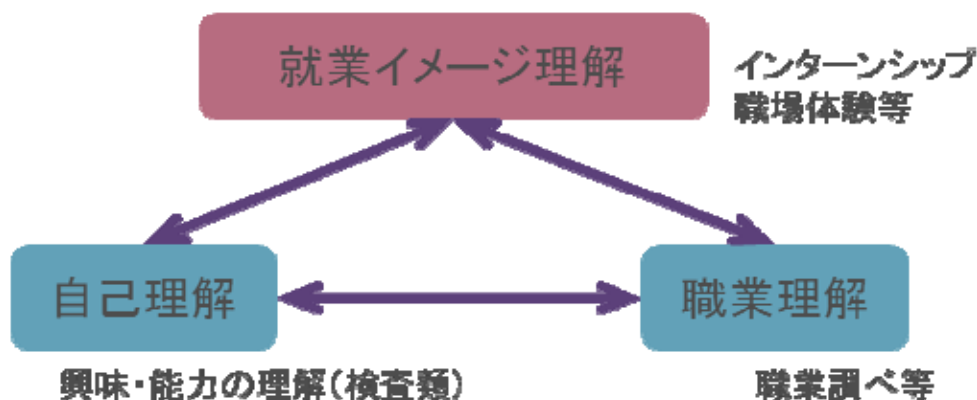 就業イメージ理解
インターンシップ
職場体験等
自己理解
職業理解
興味・能力の理解(検査類)
職業調べ等